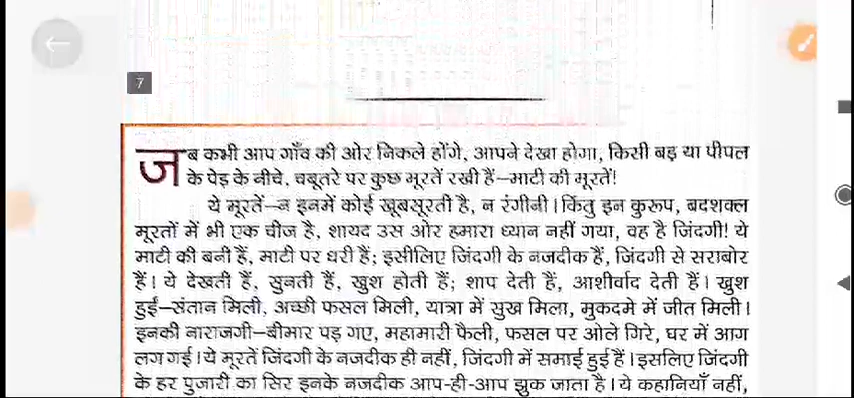 7
जब कभी आप गाँव की ओर निकले होंगे, आपने देखा होगा, किसी बड़ या पीपल
के पेड़ के नीचे, चबूतरे पर कुछ मूरतें रखी हैं—माटी की मूरतें!
ये मूरतें—न इनमें कोई खूबसूरती है, न रंगीनी। किंतु इन कुरूप, बदशक्ल
मूरतों में भी एक चीज है, शायद उस ओर हमारा ध्यान नहीं गया, वह है जिंदगी! ये
माटी की बनी हैं, माटी पर धरी हैं; इसीलिए जिंदगी के नजदीक हैं, जिंदगी से सराबोर
हैं। ये देखती हैं, सुनती हैं, खुश होती हैं; शाप देती हैं, आशीर्वाद देती हैं। खुश
हुईं—संतान मिली, अच्छी फसल मिली, यात्रा में सुख मिला, मुकदमे में जीत मिली।
इनकी नाराजगी—बीमार पड़ गए, महामारी फैली, फसल पर ओले गिरे, घर में आग
लग गई। ये मूरतें जिंदगी के नजदीक ही नहीं, जिंदगी में समाई हुई हैं। इसलिए जिंदगी
के हर पुजारी का सिर इनके नजदीक आप-ही-आप झुक जाता है। ये कहानियाँ नहीं,